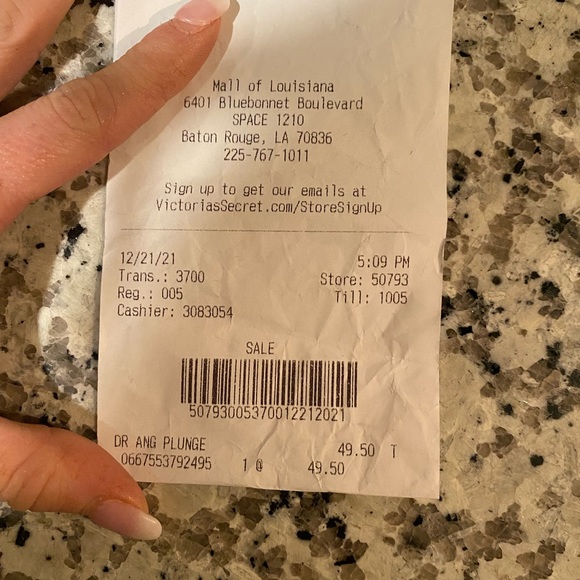 Mall of Louisiana
6401 Bluebonnet Boulevard
SPACE 1210
Baton Rouge, LA 70836
225-767-1011
Sign up to get our emails at
VictoriasSecret.com/StoreSignUp
12/21/21 5:09 PM
Trans.: 3700 Store: 50793
Reg.: 005 Till: 1005
Cashier: 3083054
SALE
50793005370012212021
DR ANG PLUNGE 49.50 T
0667553792495 1 @ 49.50